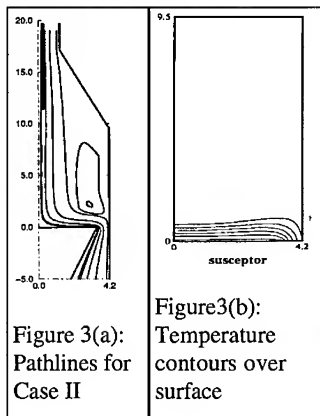 20.0
15.0
10.0
5.0
0.0
-5.0
0.0
4.2
Figure 3(a):
Pathlines for
Case II
9.5
0
0
4.2
susceptor
Figure3(b):
Temperature
contours over
surface